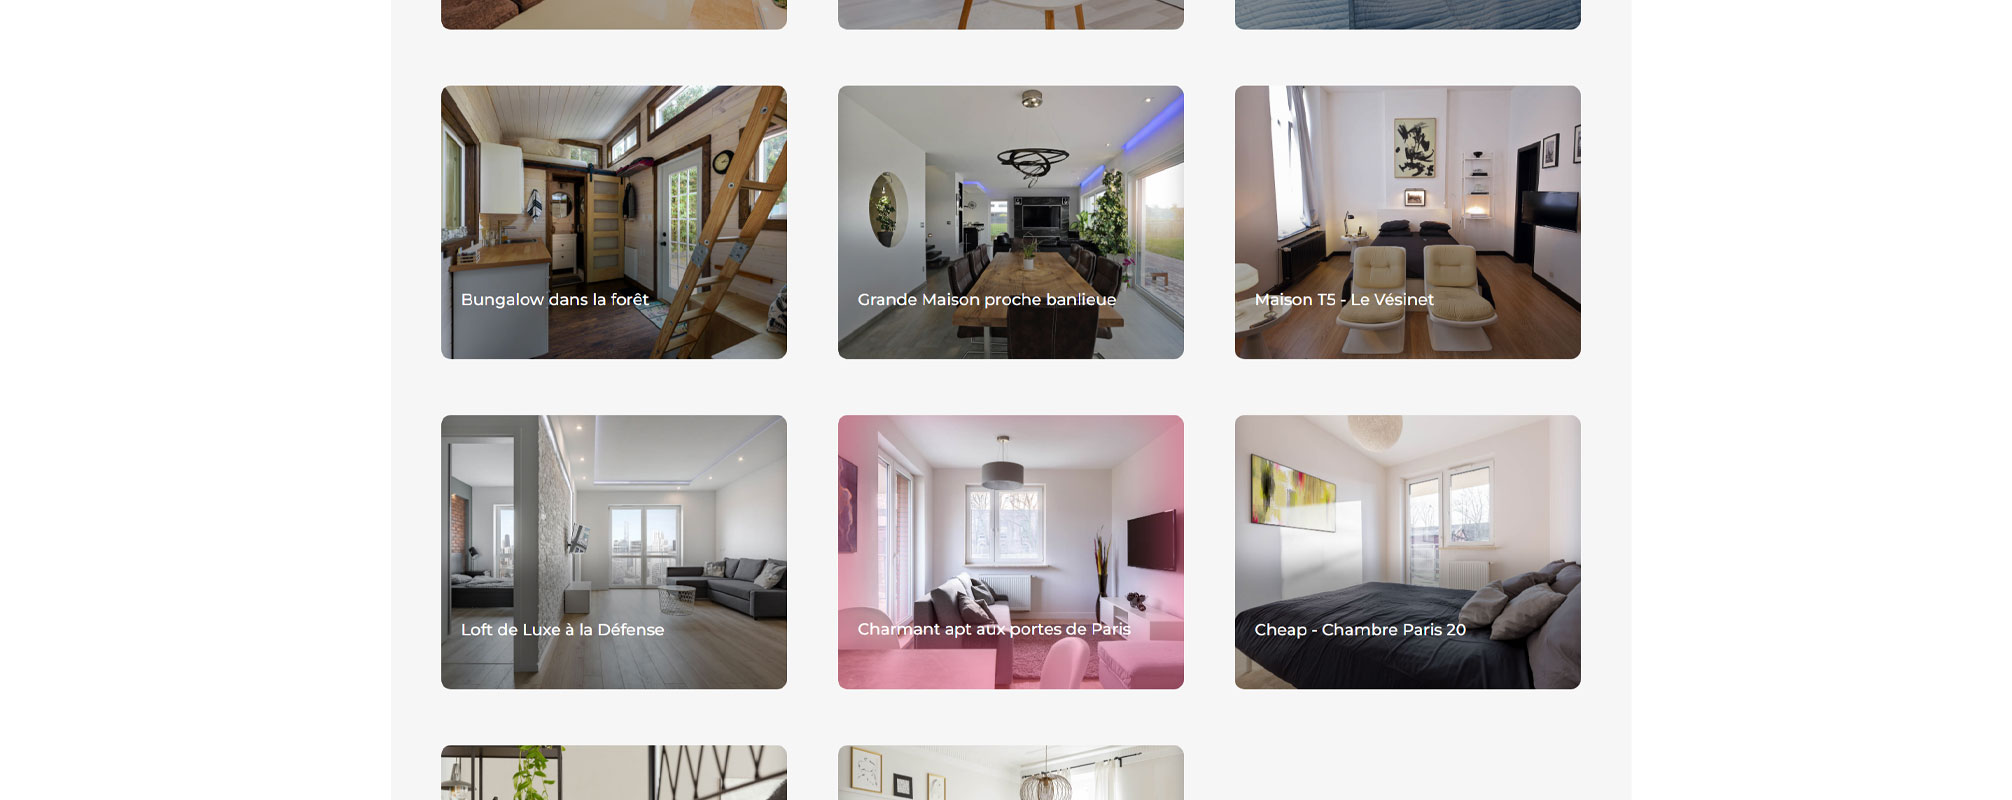 Bungalow dans la forêt
Grande Maison proche banlieue
Maison T5 - Le Vésinet
Loft de Luxe à la Défense
Charmant apt aux portes de Paris
Cheap - Chambre Paris 20